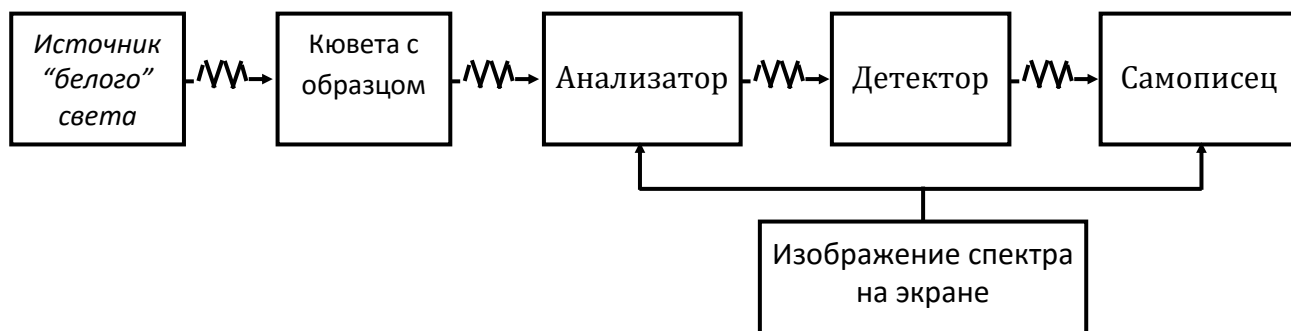 Источник
“белого”
света
Кювета с
образцом
Анализатор
Детектор
Самописец
Изображение спектра
на экране